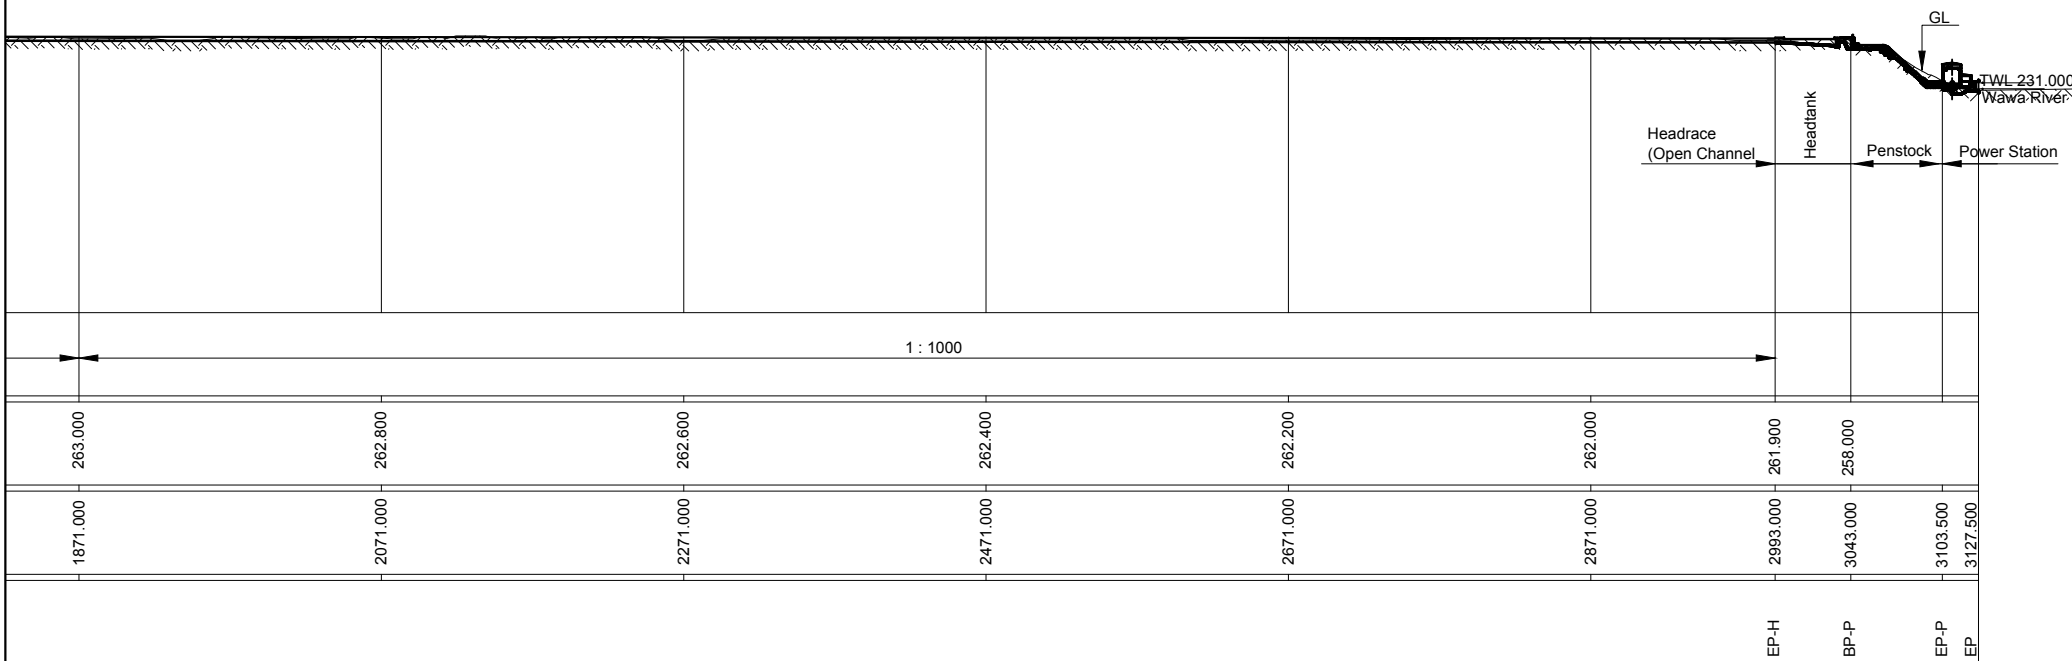 GL
TWL 231.000
Wawa River
Headrace
(Open Channel
Headtank
Penstock
Power Station
1 : 1000
263.000
262.800
262.600
262.400
262.200
262.000
261.900
258.000
1871.000
2071.000
2271.000
2471.000
2671.000
2871.000
2993.000
3043.000
3103.500
3127.500
EP-H
BP-P
EP-P
EP